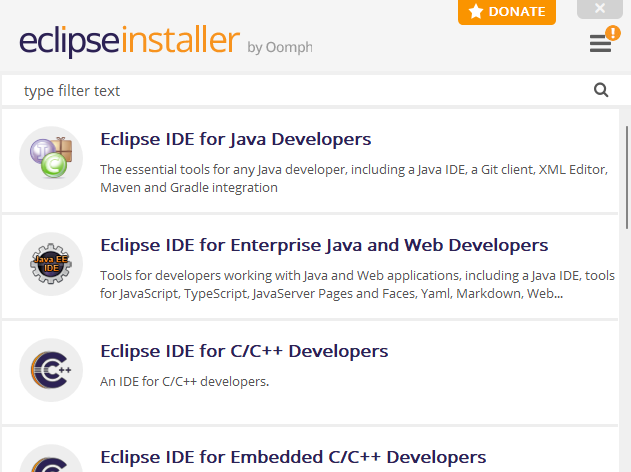 DONATE
eclipseinstaller by Oomph
!
type filter text
Eclipse IDE for Java Developers
The essential tools for any Java developer, including a Java IDE, a Git client, XML Editor,
Maven and Gradle integration
Java EE
IDE
Eclipse IDE for Enterprise Java and Web Developers
Tools for developers working with Java and Web applications, including a Java IDE, tools
for JavaScript, TypeScript, JavaServer Pages and Faces, Yaml, Markdown, Web...
C++
Eclipse IDE for C/C++ Developers
An IDE for C/C++ developers.
Eclipse IDE for Embedded C/C++ Developers